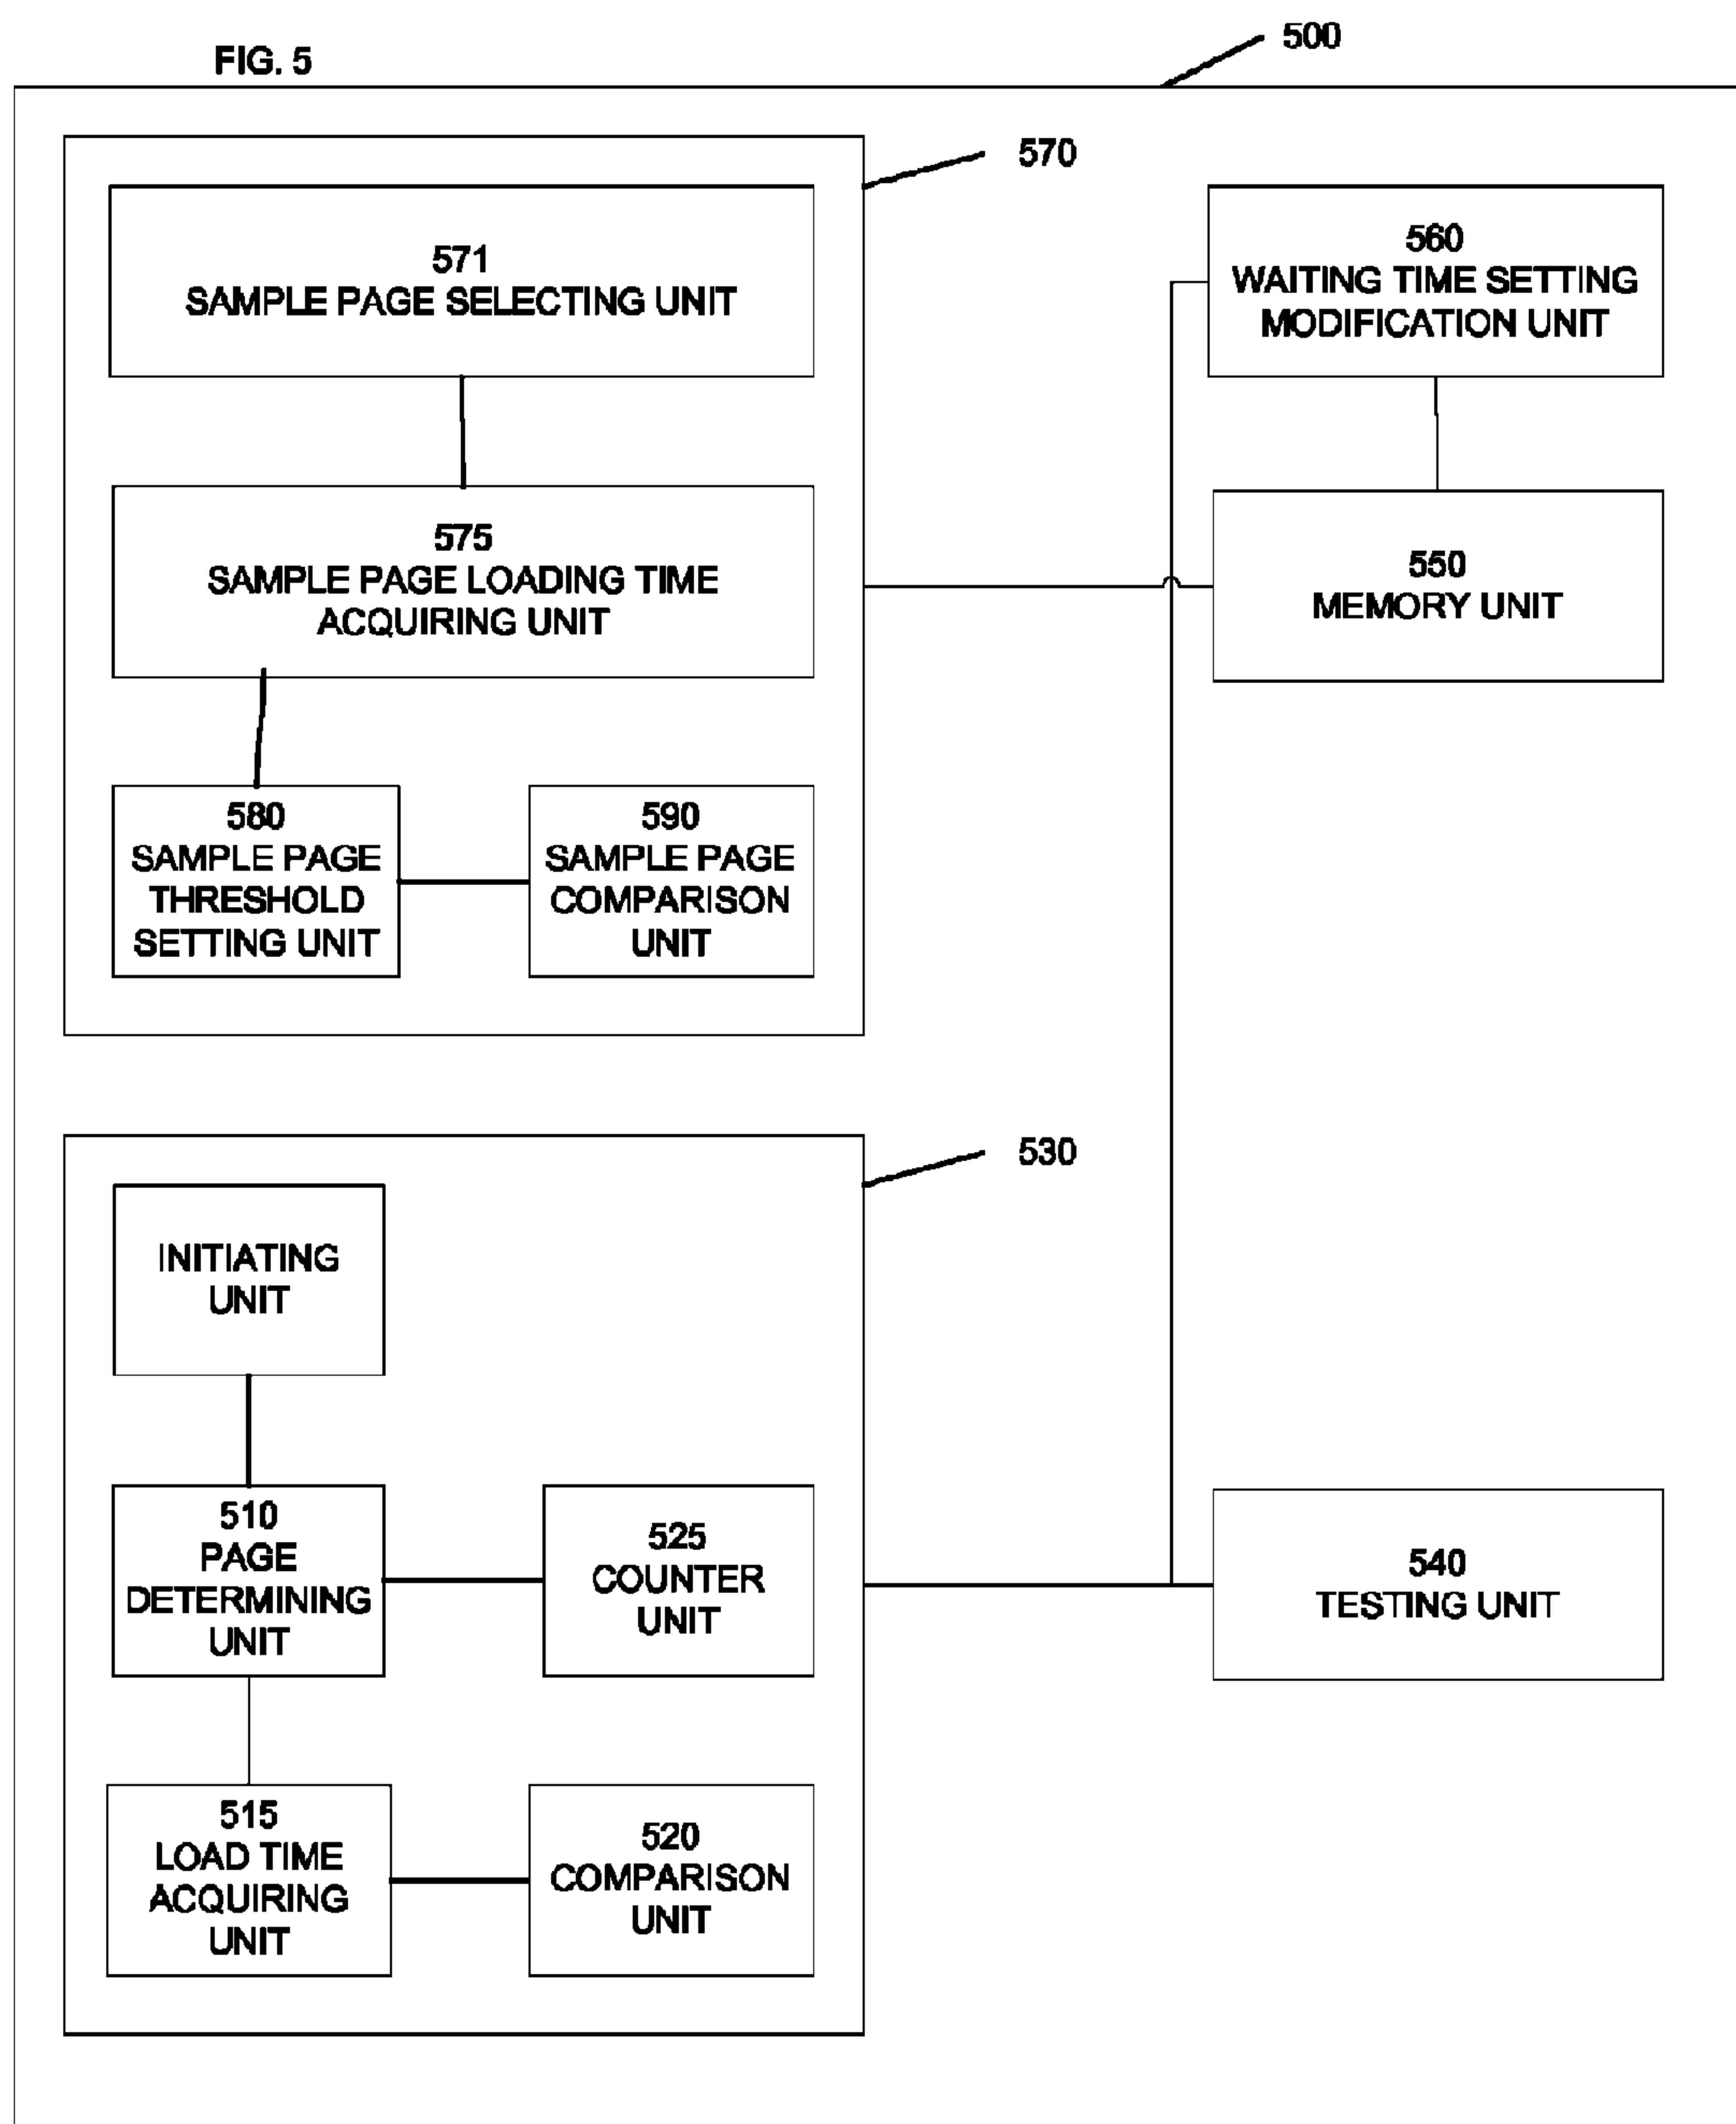 500
FIG. 5
570
571
SAMPLE PAGE SELECTING UNIT
560
WAITING TIME SETTING
MODIFICATION UNIT
575
SAMPLE PAGE LOADING TIME
ACQUIRING UNIT
550
MEMORY UNIT
580
SAMPLE PAGE
THRESHOLD
SETTING UNIT
590
SAMPLE PAGE
COMPARISON
UNIT
530
INITIATING
UNIT
510
PAGE
DETERMINING
UNIT
525
COUNTER
UNIT
540
TESTING UNIT
515
LOAD TIME
ACQUIRING
UNIT
520
COMPARISON
UNIT